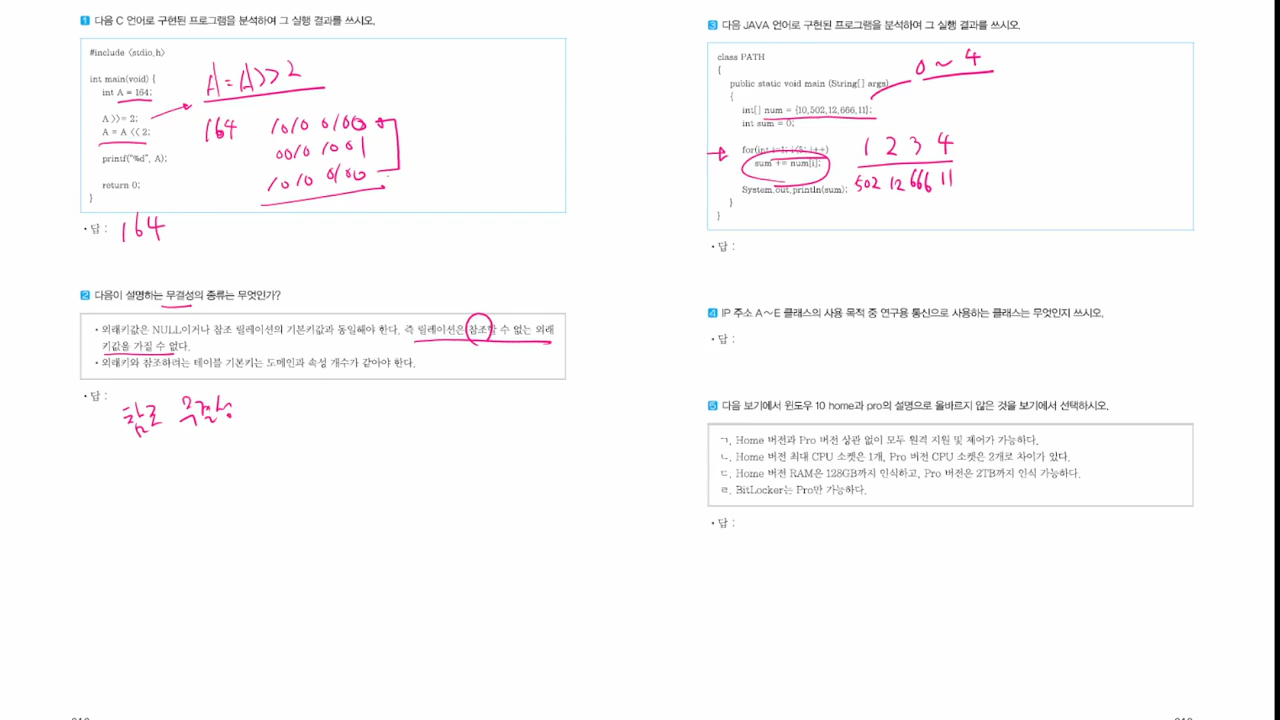 1 다음 C 언어로 구현된 프로그램을 분석하여 그 실행 결과를 쓰시오.
#include <stdio.h>
int main(void) {
int A = 164;
A >>= 2;
A = A << 2;
printf("%d", A);
return 0;
}
A = A >> 2
164 1010 0100
0010 1001
1010 0100
• 답 : 164
2 다음이 설명하는 무결성의 종류는 무엇인가?
• 외래키값은 NULL이거나 참조 릴레이션의 기본키값과 동일해야 한다. 즉 릴레이션은 참조할 수 없는 외래
키값을 가질 수 없다.
• 외래키와 참조하려는 테이블 기본키는 도메인과 속성 개수가 같아야 한다.
• 답 :
참조 무결성
3 다음 JAVA 언어로 구현된 프로그램을 분석하여 그 실행 결과를 쓰시오.
class PATH
{
public static void main (String[] args)
{
int[] num = {10,502,12,666,11};
int sum = 0;
for(int i=1; i<5; i++)
sum += num[i];
System.out.println(sum);
}
}
0 ~ 4
1 2 3 4
502 12 666 11
• 답 :
4 IP 주소 A~E 클래스의 사용 목적 중 연구용 통신으로 사용하는 클래스는 무엇인지 쓰시오.
• 답 :
5 다음 보기에서 윈도우 10 home과 pro의 설명으로 올바르지 않은 것을 보기에서 선택하시오.
ㄱ. Home 버전과 Pro 버전 상관 없이 모두 원격 지원 및 제어가 가능하다.
ㄴ. Home 버전 최대 CPU 소켓은 1개, Pro 버전 CPU 소켓은 2개로 차이가 있다.
ㄷ. Home 버전 RAM은 128GB까지 인식하고, Pro 버전은 2TB까지 인식 가능하다.
ㄹ. BitLocker는 Pro만 가능하다.
• 답 :